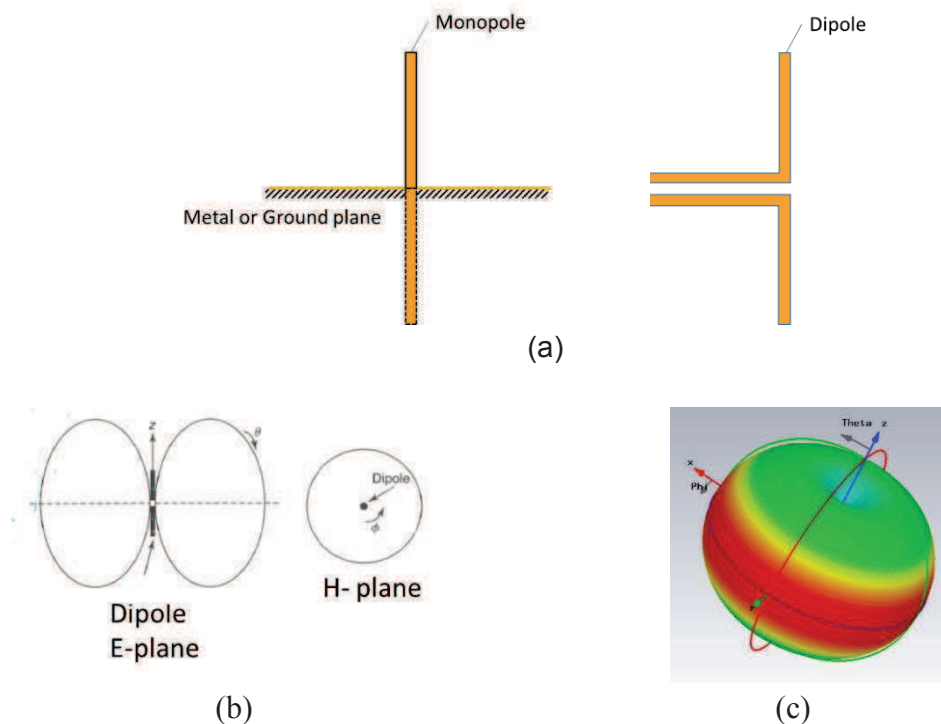 Monopole
Dipole
Metal or Ground plane
(a)
z
θ
Dipole
E-plane
Dipole
ϕ
H- plane
(b)
Theta z
x
Phi
(c)